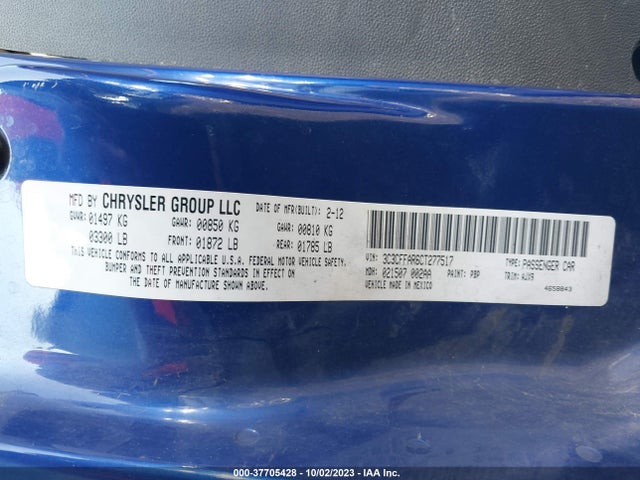 MFD BY CHRYSLER GROUP LLC DATE OF MFR(BUILT): 2-12
GVWR: 01497 KG GAWR: 00850 KG GAWR: 00810 KG
03300 LB FRONT: 01872 LB REAR: 01785 LB
THIS VEHICLE CONFORMS TO ALL APPLICABLE U.S.A. FEDERAL MOTOR VEHICLE SAFETY,
BUMPER AND THEFT PREVENTION STANDARDS IN EFFECT ON
THE DATE OF MANUFACTURE SHOWN ABOVE.
VIN: 3C3CFFAR6CT277517 TYPE: PASSENGER CAR
MDH: 021507 002AA PAINT: PBP TRIM: AJX9
VEHICLE MADE IN MEXICO 4658843
000-37705428 - 10/02/2023 - IAA Inc.